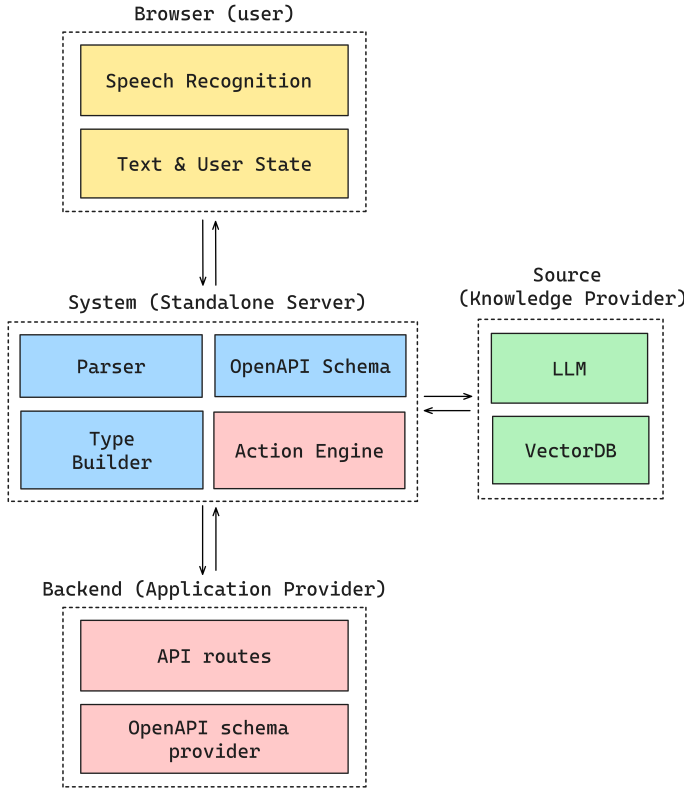 Browser (user)
Speech Recognition
Text & User State
System (Standalone Server)
Parser
OpenAPI Schema
Type
Builder
Action Engine
Source
(Knowledge Provider)
LLM
VectorDB
Backend (Application Provider)
API routes
OpenAPI schema
provider